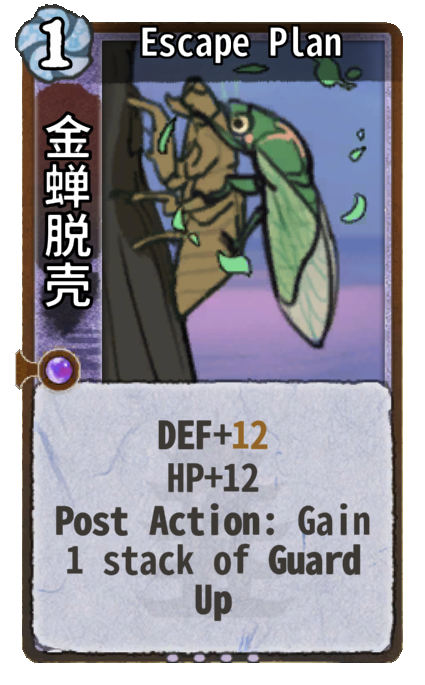 1
Escape Plan
金蝉脱壳
DEF+12
HP+12
Post Action: Gain
1 stack of Guard
Up